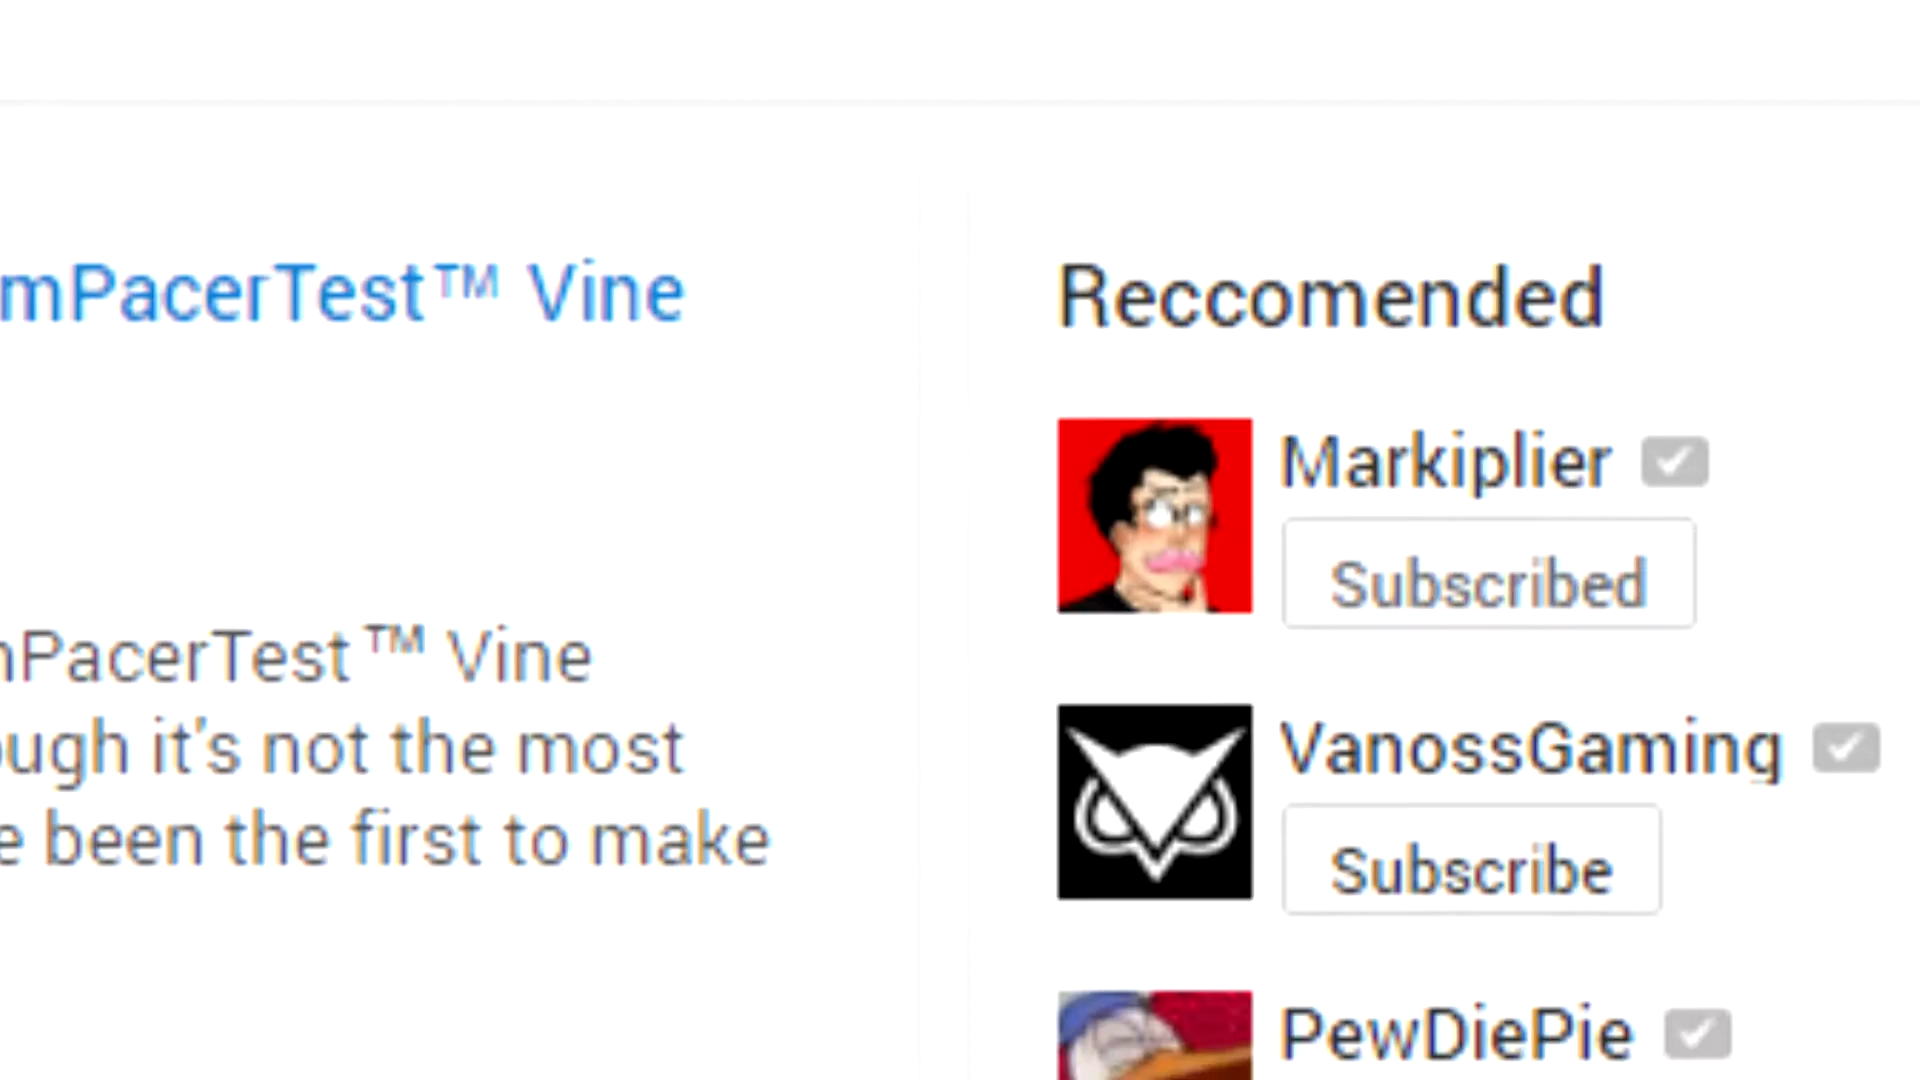 mPacerTest™ Vine
PacerTest™ Vine
ugh it's not the most
e been the first to make
Reccomended
Markiplier
Subscribed
VanossGaming
Subscribe
PewDiePie